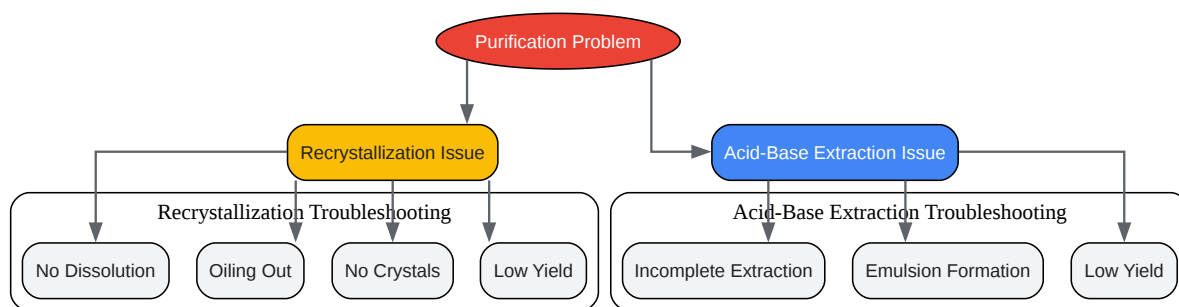 Purification Problem
Recrystallization Issue
Acid-Base Extraction Issue
Recrystallization Troubleshooting
Acid-Base Extraction Troubleshooting
No Dissolution
Oiling Out
No Crystals
Low Yield
Incomplete Extraction
Emulsion Formation
Low Yield